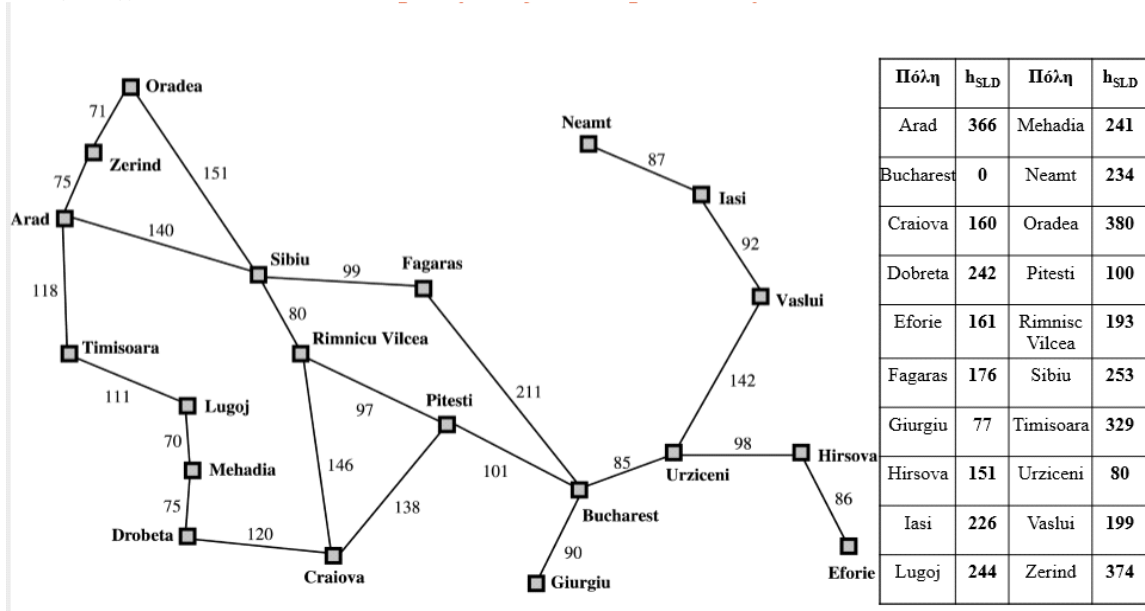 Oradea
71
Neamt
87
Zerind
151
75
Iasi
Arad
140
92
Sibiu
99
Fagaras
118
80
Vaslui
Rimnicu Vilcea
Timisoara
142
111
211
Lugoj
97
Pitesti
70
98
Hirsova
146
85
Mehadia
101
Urziceni
75
138
86
Bucharest
Drobeta
120
90
Craiova
Giurgiu
Eforie
Πόλη hSLD Πόλη hSLD
Arad 366 Mehadia 241
Bucharest 0 Neamt 234
Craiova 160 Oradea 380
Dobreta 242 Pitesti 100
Eforie 161 Rimnisc
Vilcea 193
Fagaras 176 Sibiu 253
Giurgiu 77 Timisoara 329
Hirsova 151 Urziceni 80
Iasi 226 Vaslui 199
Lugoj 244 Zerind 374